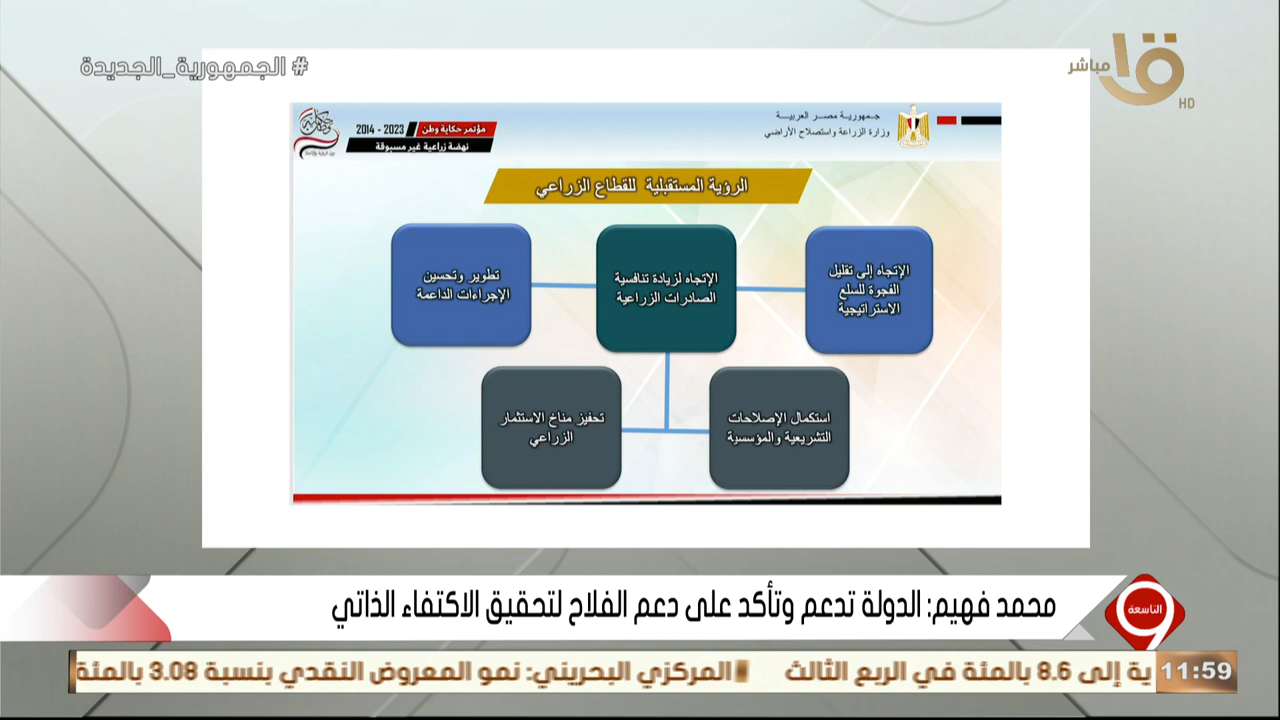 # الجمهورية_الجديدة
مباشر
HD
جمهورية مصر العربية
وزارة الزراعة واستصلاح الأراضي
مؤتمر حكاية وطن 2014 - 2023
نهضة زراعية غير مسبوقة
الرؤية المستقبلية للقطاع الزراعي
الإتجاه إلى تقليل
الفجوة للسلع
الاستراتيجية
الإتجاه لزيادة تنافسية
الصادرات الزراعية
تطوير وتحسين
الإجراءات الداعمة
استكمال الإصلاحات
التشريعية والمؤسسية
تحفيز مناخ الاستثمار
الزراعي
التاسعة
9
محمد فهيم: الدولة تدعم وتأكد على دعم الفلاح لتحقيق الاكتفاء الذاتي
11:59
ية إلى 8.6 بالمئة في الربع الثالث
المركزي البحريني: نمو المعروض النقدي بنسبة 3.08 بالمئة